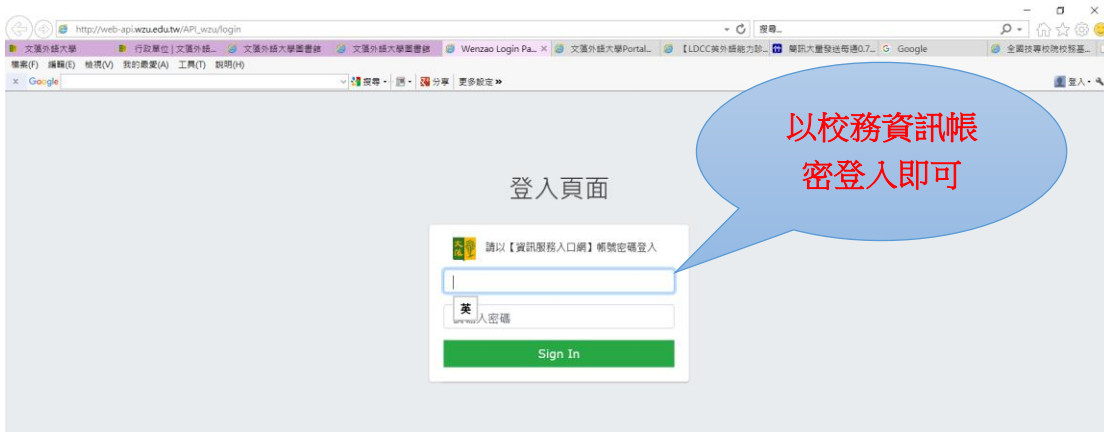 http://web-api.wzu.edu.tw/API_wzu/login
搜尋...
文藻外語大學
行政單位|文藻外語...
文藻外語大學圖書館
文藻外語大學圖書館
Wenzao Login Pa...
文藻外語大學Portal...
【LDCC英外語能力診...
簡訊大量發送每通0.7...
Google
全國技專校院校務基...
檔案(F) 編輯(E) 檢視(V) 我的最愛(A) 工具(T) 說明(H)
x Google
搜尋
分享
更多設定 »
登入
以校務資訊帳
密登入即可
登入頁面
請以【資訊服務入口網】帳號密碼登入
英
入密碼
Sign In